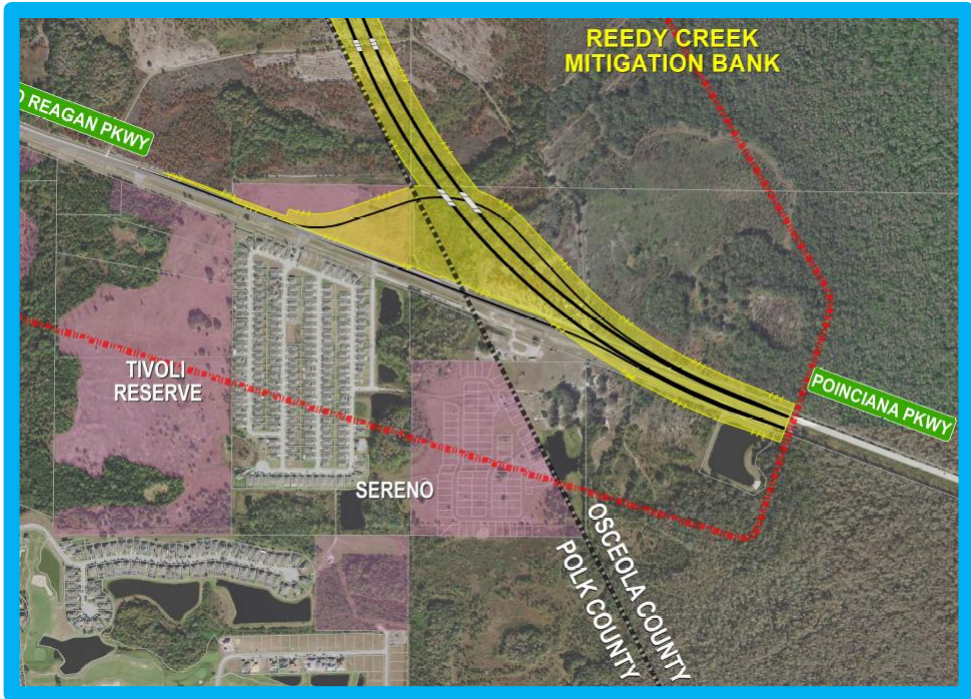 REEDY CREEK
MITIGATION BANK
REAGAN PKWY
TIVOLI
RESERVE
POINCIANA PKWY
SERENO
OSCEOLA COUNTY
POLK COUNTY